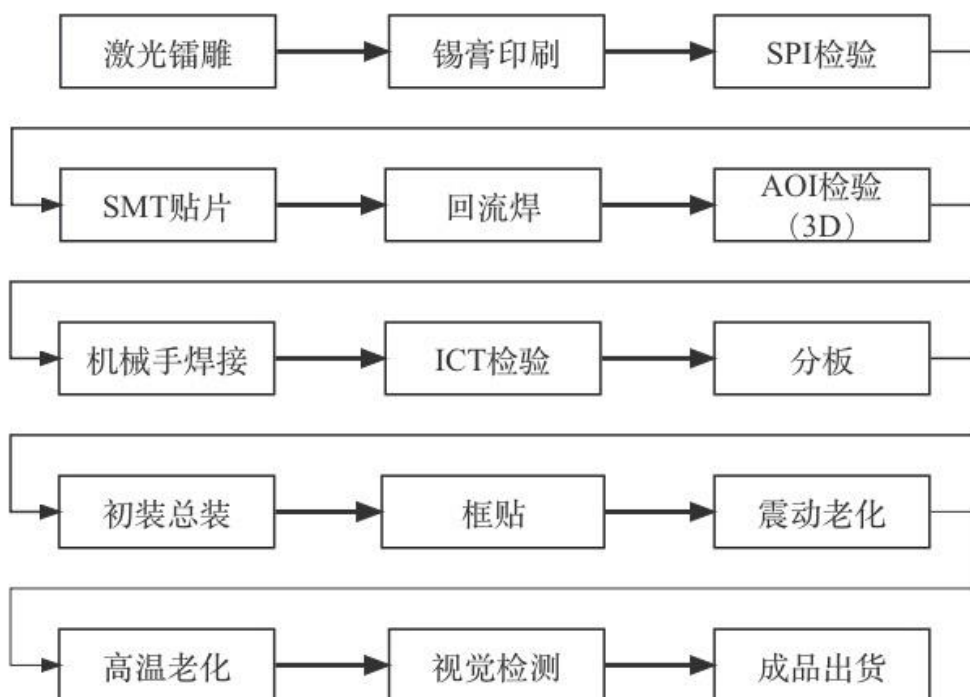 激光镭雕
锡膏印刷
SPI检验
SMT贴片
回流焊
AOI检验
（3D）
机械手焊接
ICT检验
分板
初装总装
框贴
震动老化
高温老化
视觉检测
成品出货